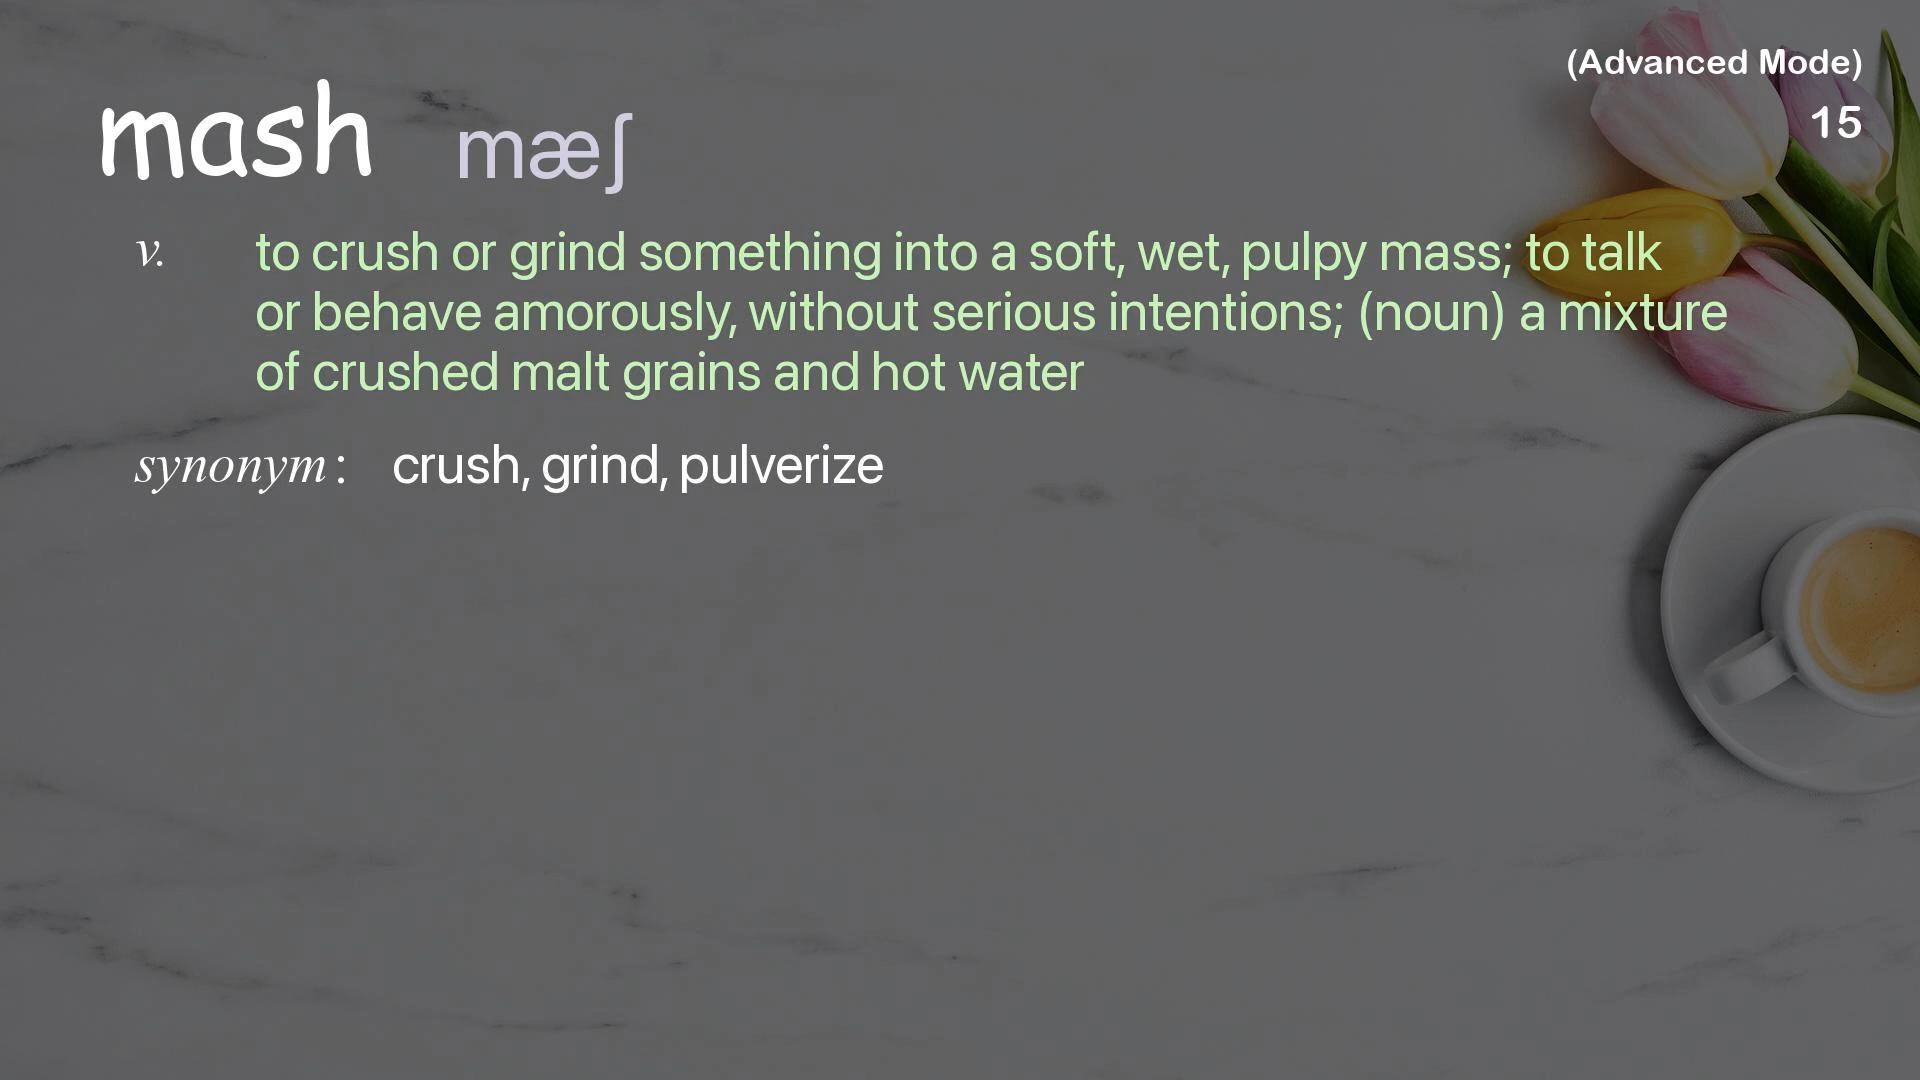 (Advanced Mode)
15
mash mæʃ
v. to crush or grind something into a soft, wet, pulpy mass; to talk
or behave amorously, without serious intentions; (noun) a mixture
of crushed malt grains and hot water
synonym : crush, grind, pulverize